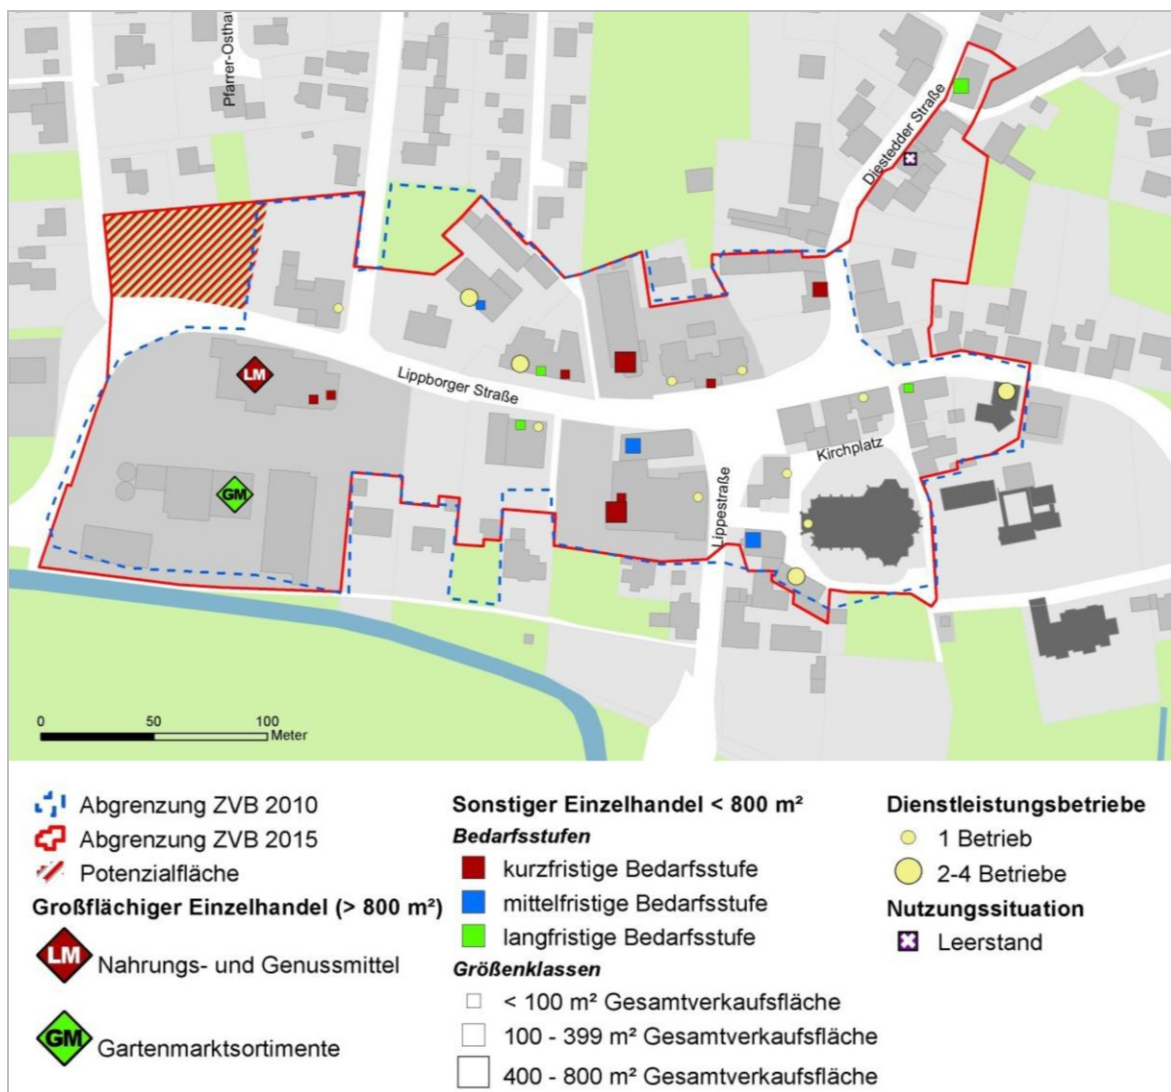 Pfarrer-Osthau
Diestedder Straße
Lippborger Straße
LM
Kirchplatz
GM
Lippestraße
0 50 100
Meter
Abgrenzung ZVB 2010
Abgrenzung ZVB 2015
Potenzialfläche
Großflächiger Einzelhandel (> 800 m²)
LM Nahrungs- und Genussmittel
GM Gartenmarktsortimente
Sonstiger Einzelhandel < 800 m²
Bedarfsstufen
kurzfristige Bedarfsstufe
mittelfristige Bedarfsstufe
langfristige Bedarfsstufe
Größenklassen
< 100 m² Gesamtverkaufsfläche
100 - 399 m² Gesamtverkaufsfläche
400 - 800 m² Gesamtverkaufsfläche
Dienstleistungsbetriebe
1 Betrieb
2-4 Betriebe
Nutzungssituation
Leerstand